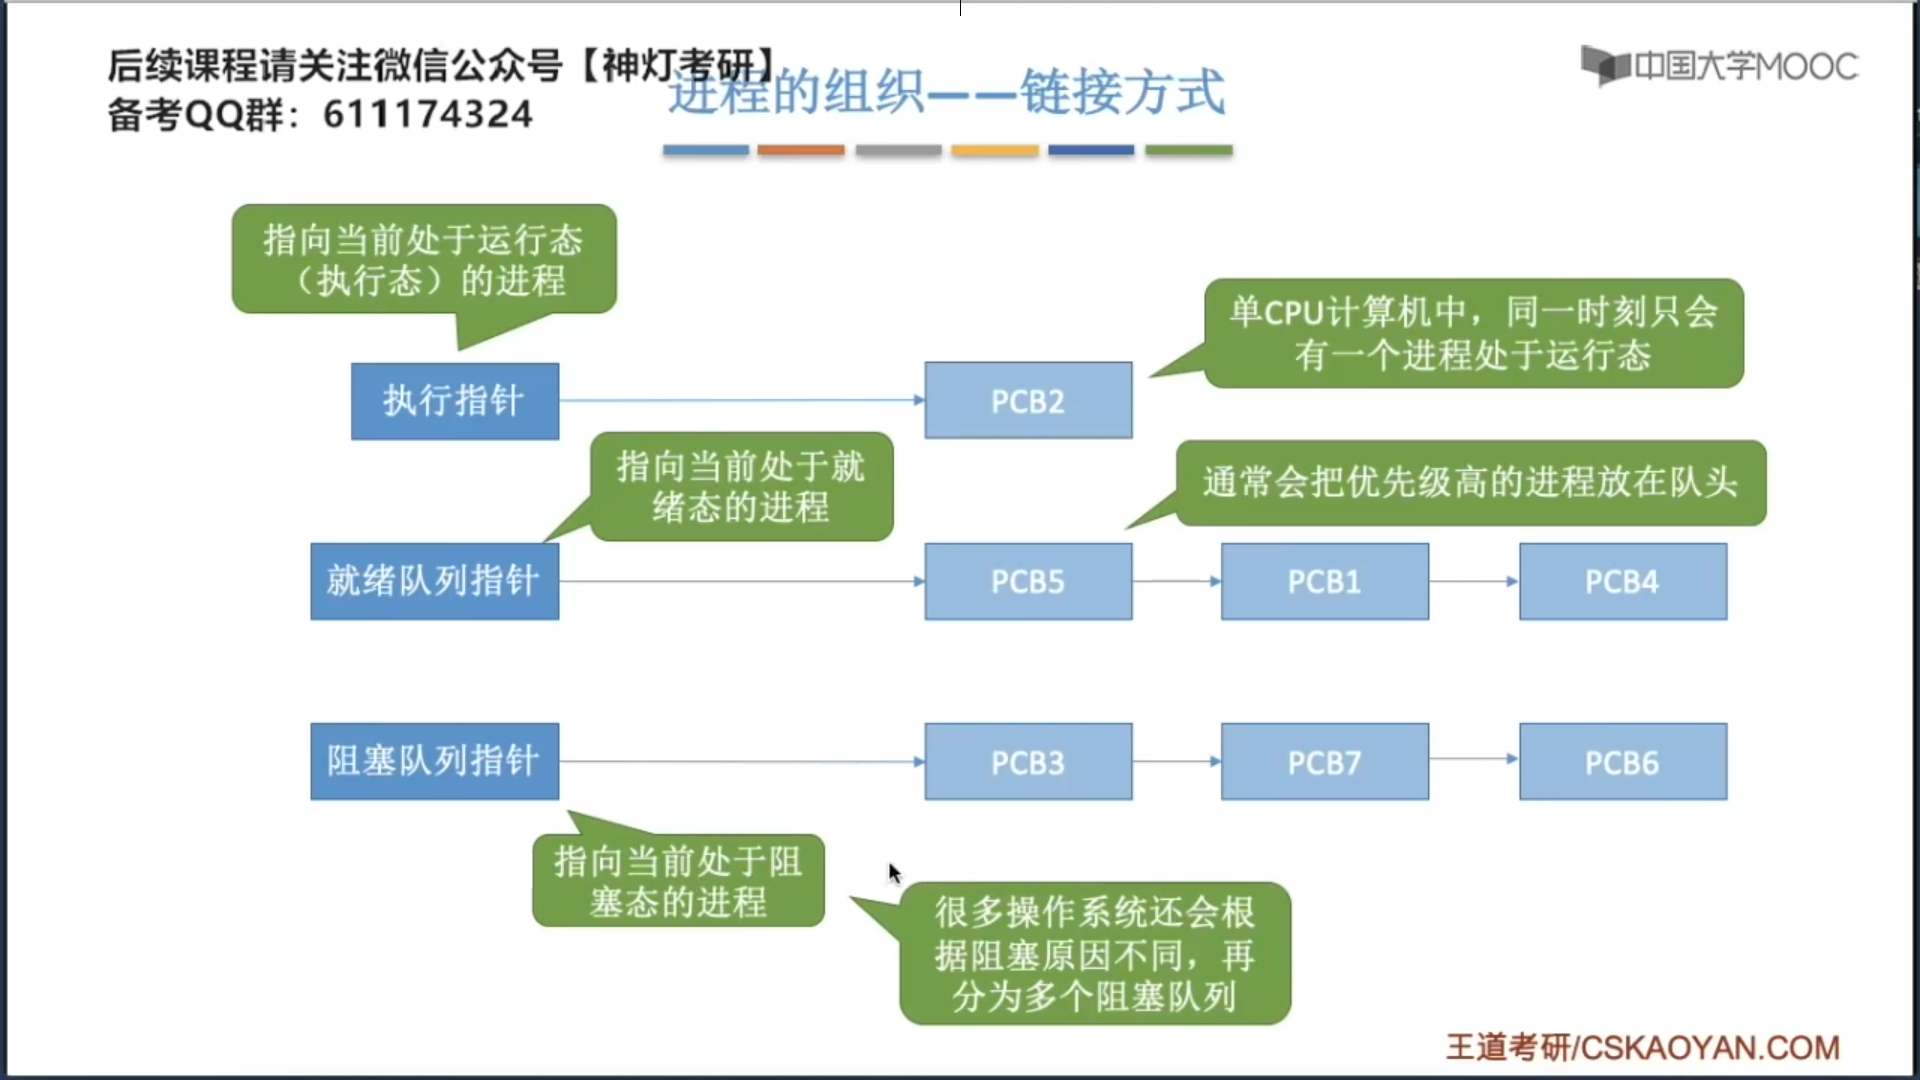 后续课程请关注微信公众号【神灯考研】
备考QQ群：611174324
进程的组织——链接方式
中国大学MOOC
指向当前处于运行态
（执行态）的进程
单CPU计算机中，同一时刻只会
有一个进程处于运行态
执行指针
PCB2
指向当前处于就
绪态的进程
通常会把优先级高的进程放在队头
就绪队列指针
PCB5
PCB1
PCB4
阻塞队列指针
PCB3
PCB7
PCB6
指向当前处于阻
塞态的进程
很多操作系统还会根
据阻塞原因不同，再
分为多个阻塞队列
王道考研/CSKAOYAN.COM